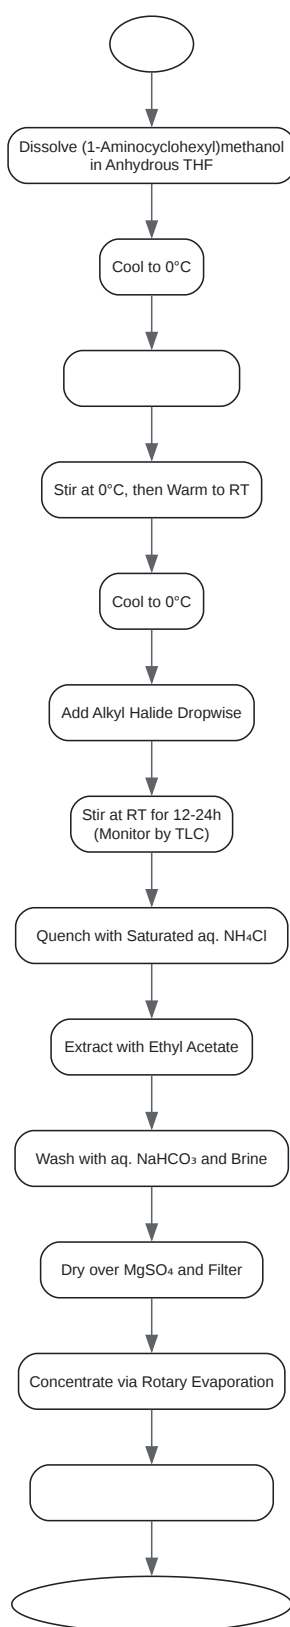 Dissolve (1-Aminocyclohexyl)methanol
in Anhydrous THF
Cool to 0°C
Stir at 0°C, then Warm to RT
Cool to 0°C
Add Alkyl Halide Dropwise
Stir at RT for 12-24h
(Monitor by TLC)
Quench with Saturated aq. NH₄Cl
Extract with Ethyl Acetate
Wash with aq. NaHCO₃ and Brine
Dry over MgSO₄ and Filter
Concentrate via Rotary Evaporation